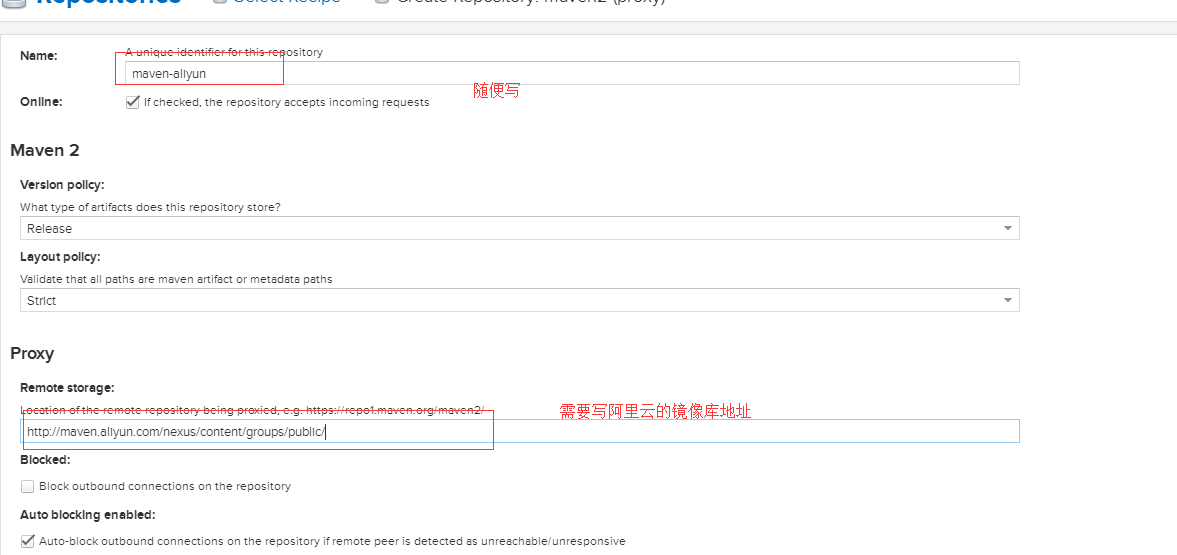 Repositories Select Recipe Create Repository: maven2 (proxy)
Name: A unique identifier for this repository
maven-aliyun
随便写
Online: If checked, the repository accepts incoming requests
Maven 2
Version policy:
What type of artifacts does this repository store?
Release
Layout policy:
Validate that all paths are maven artifact or metadata paths
Strict
Proxy
Remote storage:
Location of the remote repository being proxied, e.g. https://repo1.maven.org/maven2/
需要写阿里云的镜像库地址
http://maven.aliyun.com/nexus/content/groups/public/
Blocked:
Block outbound connections on the repository
Auto blocking enabled:
Auto-block outbound connections on the repository if remote peer is detected as unreachable/unresponsive